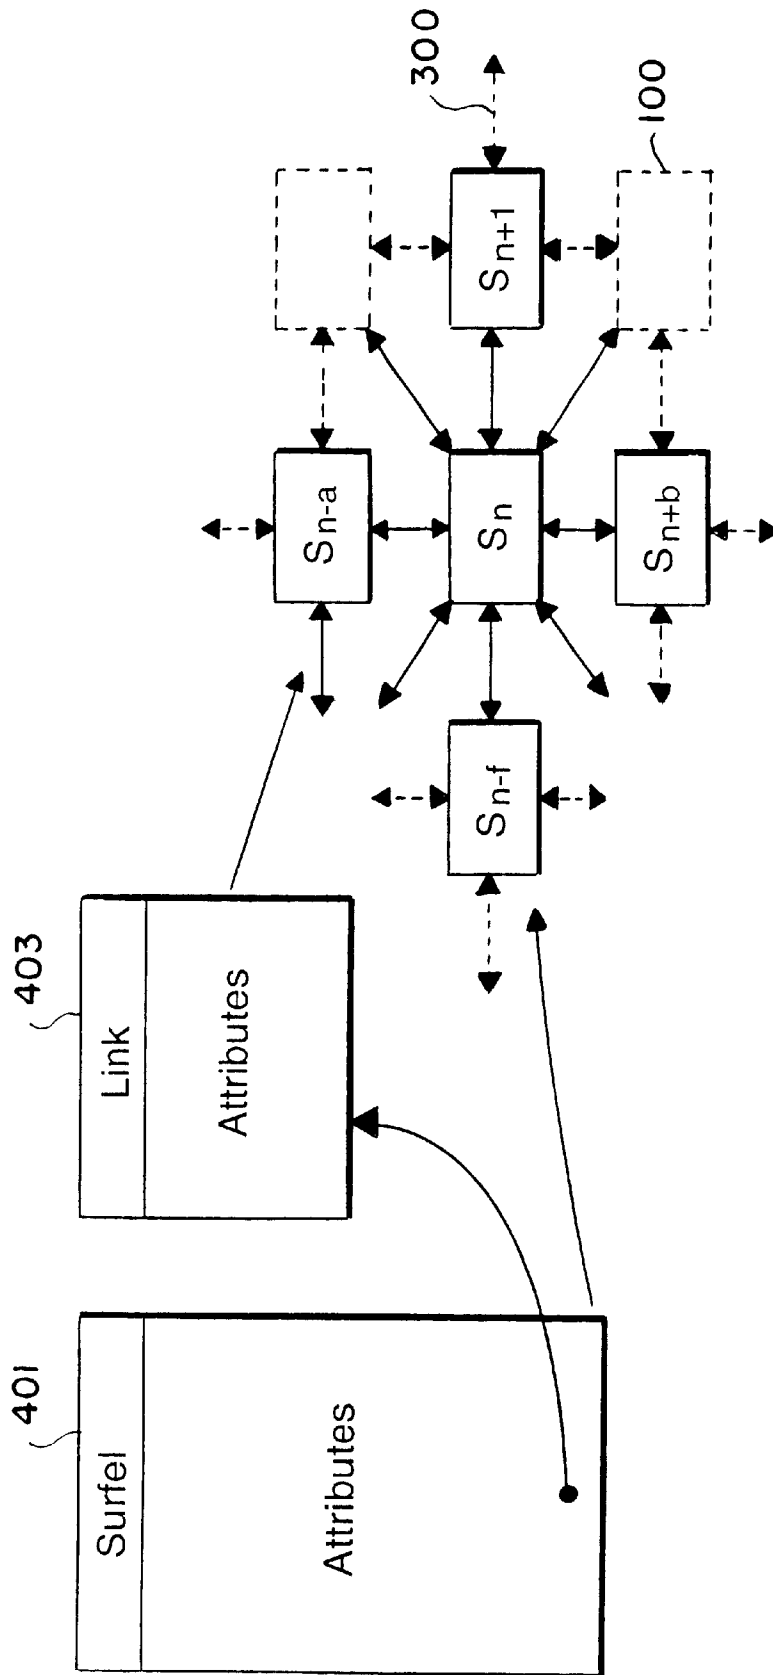 401
Surfel
Attributes
403
Link
Attributes
Sn-a
Sn-f
Sn
Sn+1
Sn+b
300
100